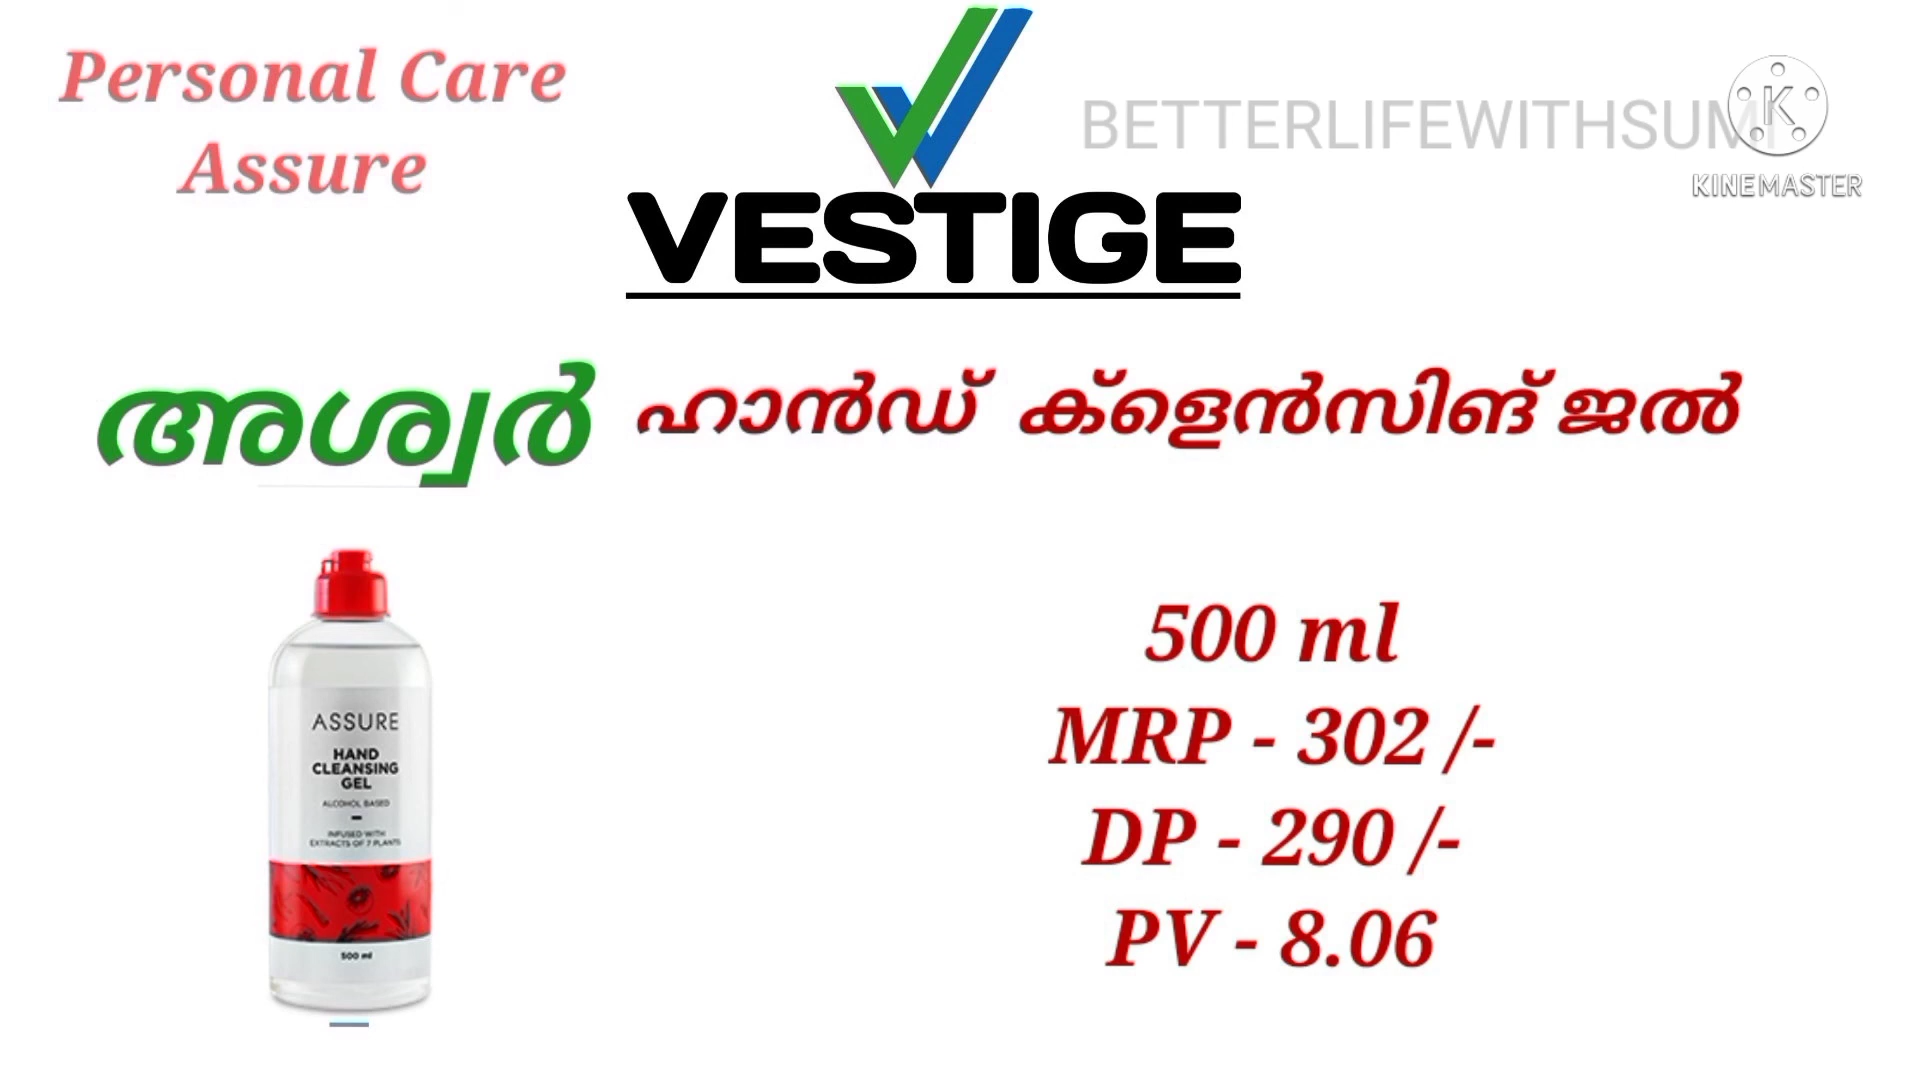 Personal Care
Assure
VESTIGE
BETTERLIFEWITHSUMI
K
KINEMASTER
അശ്വർ ഹാൻഡ് ക്ളെൻസിങ് ജൽ
ASSURE
HAND
CLEANSING
GEL
ALCOHOL BASED
INFUSED WITH
EXTRACTS OF 7 PLANTS
500 ml
500 ml
MRP - 302 /-
DP - 290 /-
PV - 8.06